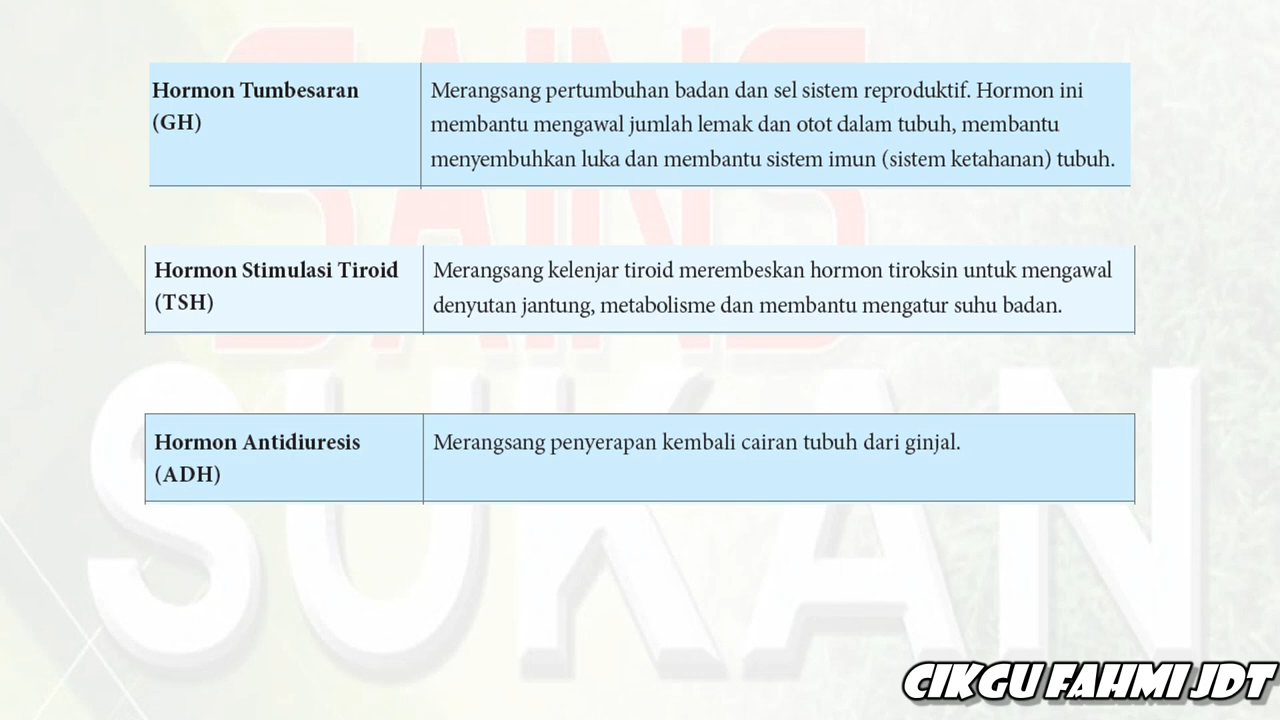 SAINS
SUKAN
Hormon Tumbesaran
(GH)
Merangsang pertumbuhan badan dan sel sistem reproduktif. Hormon ini
membantu mengawal jumlah lemak dan otot dalam tubuh, membantu
menyembuhkan luka dan membantu sistem imun (sistem ketahanan) tubuh.
Hormon Stimulasi Tiroid
(TSH)
Merangsang kelenjar tiroid merembeskan hormon tiroksin untuk mengawal
denyutan jantung, metabolisme dan membantu mengatur suhu badan.
Hormon Antidiuresis
(ADH)
Merangsang penyerapan kembali cairan tubuh dari ginjal.
CIKGU FAHMI JDT